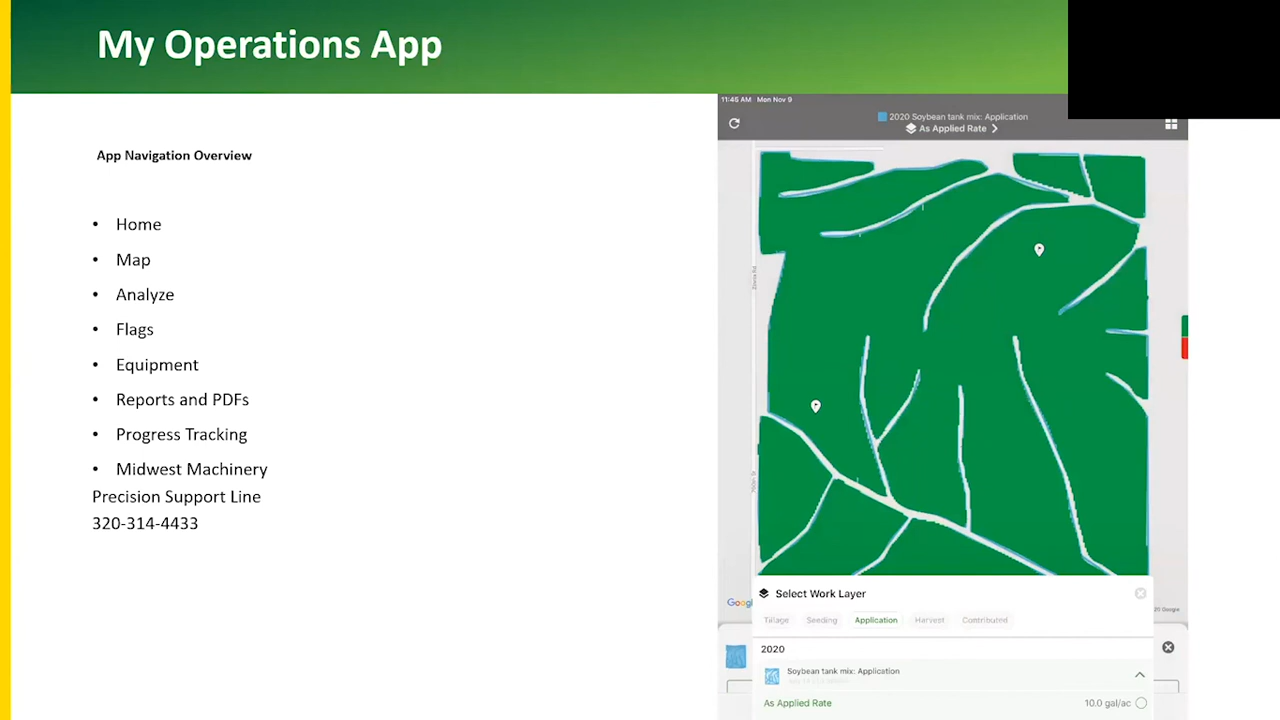 My Operations App
App Navigation Overview
• Home
• Map
• Analyze
• Flags
• Equipment
• Reports and PDFs
• Progress Tracking
• Midwest Machinery
Precision Support Line
320-314-4433
11:45 AM Mon Nov 9
2020 Soybean tank mix: Application
As Applied Rate
Select Work Layer
Google
Tillage Seeding Application Harvest Contributed
2020
Soybean tank mix: Application
As Applied Rate 10.0 gal/ac